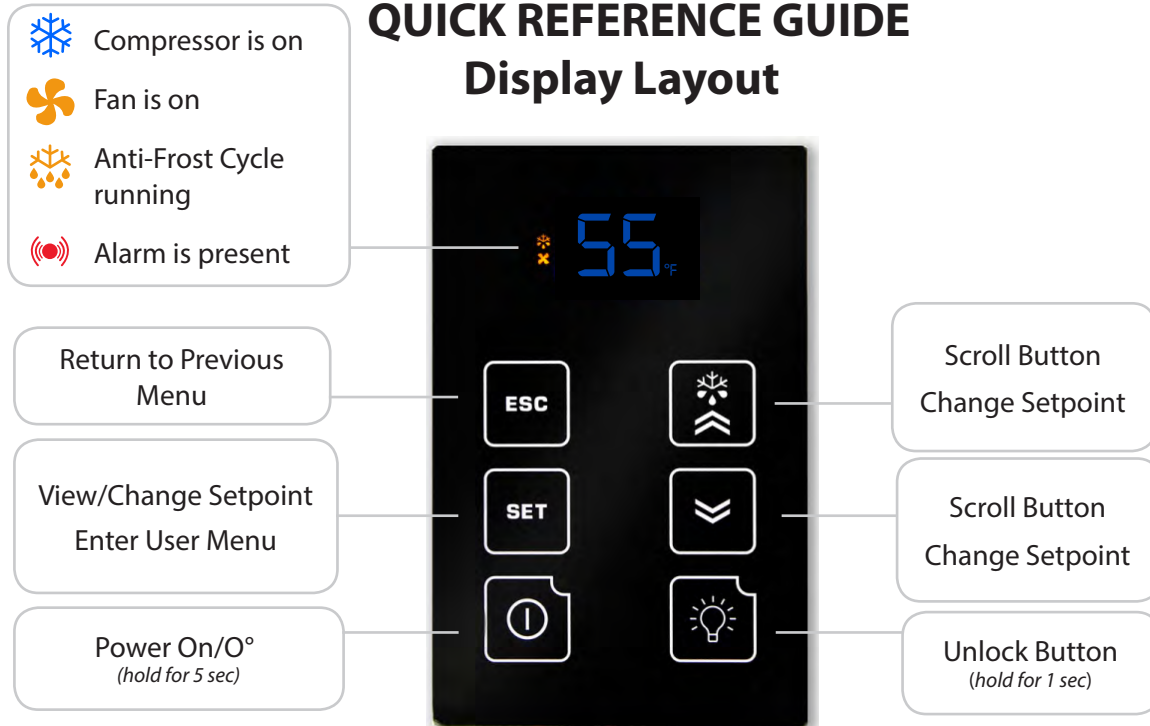 QUICK REFERENCE GUIDE
Display Layout
Compressor is on
Fan is on
Anti-Frost Cycle
running
Alarm is present
55
°F
Return to Previous
Menu
ESC
Scroll Button
Change Setpoint
View/Change Setpoint
Enter User Menu
SET
Scroll Button
Change Setpoint
Power On/O°
(hold for 5 sec)
Unlock Button
(hold for 1 sec)